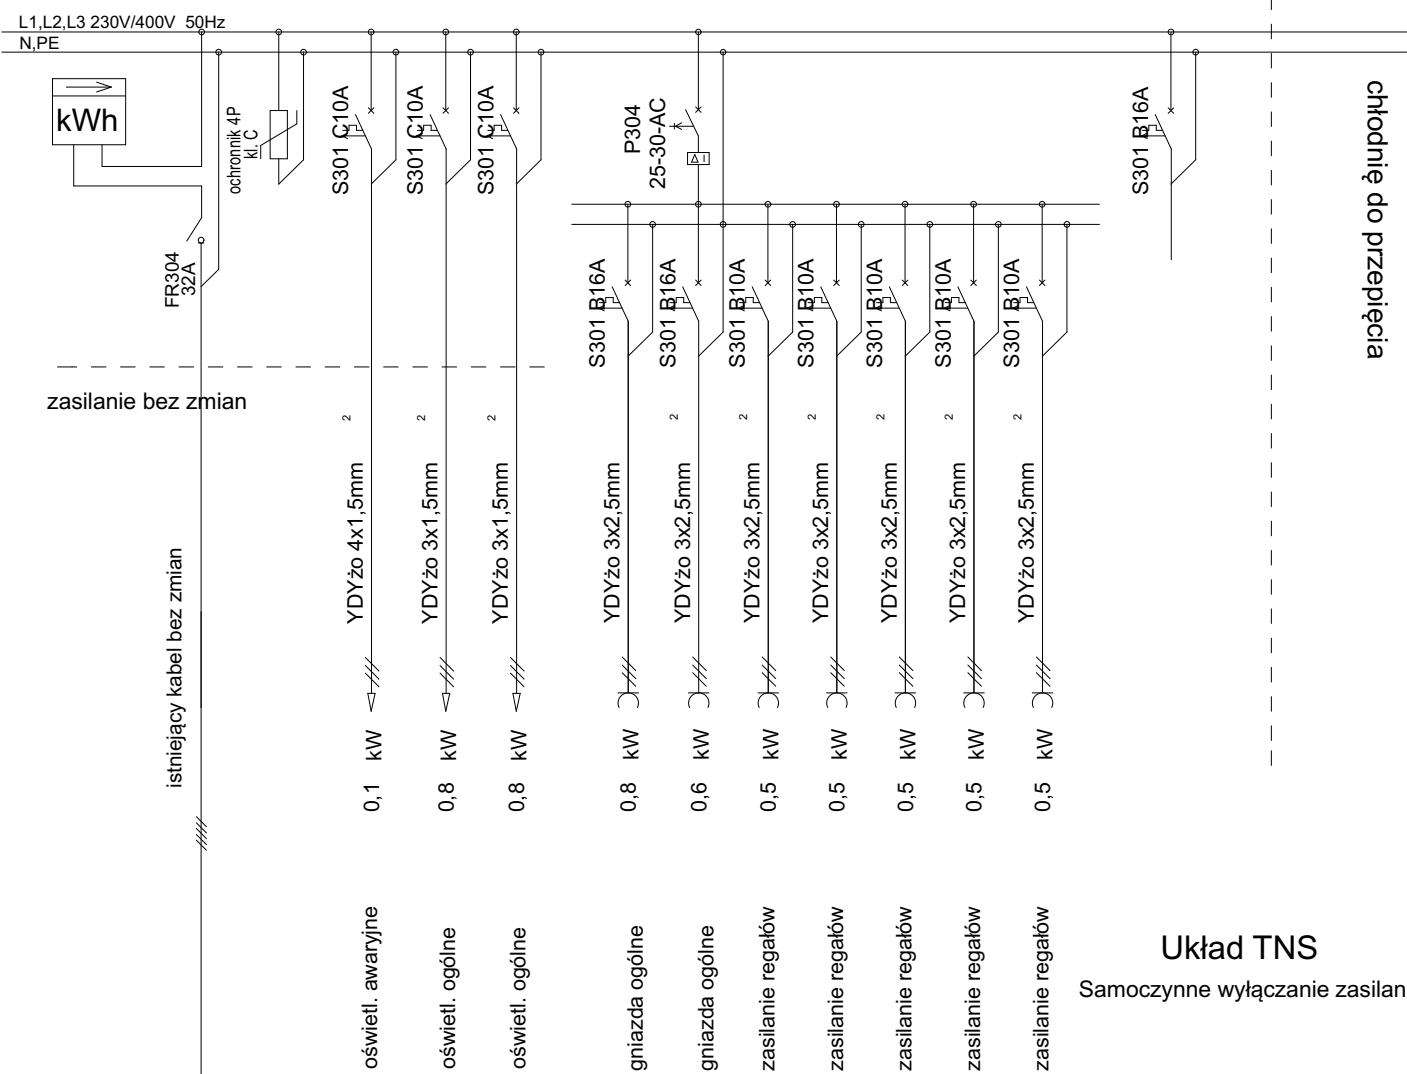 L1,L2,L3 230V/400V 50Hz
N,PE
kWh
ochronnik 4P
kl. C
S301 C10A
S301 C10A
S301 C10A
P304
25-30-AC
S301 B16A
chłodnię do przepięcia
FR304
32A
S301 B16A
S301 B16A
S301 B10A
S301 B10A
S301 B10A
S301 B10A
S301 B10A
zasilanie bez zmian
istniejący kabel bez zmian
YDYżo 4x1,5mm 2
YDYżo 3x1,5mm 2
YDYżo 3x1,5mm 2
YDYżo 3x2,5mm
YDYżo 3x2,5mm 2
YDYżo 3x2,5mm 2
YDYżo 3x2,5mm 2
YDYżo 3x2,5mm 2
YDYżo 3x2,5mm 2
YDYżo 3x2,5mm 2
0,1 kW
0,8 kW
0,8 kW
0,8 kW
0,6 kW
0,5 kW
0,5 kW
0,5 kW
0,5 kW
0,5 kW
oświetl. awaryjne
oświetl. ogólne
oświetl. ogólne
gniazda ogólne
gniazda ogólne
zasilanie regałów
zasilanie regałów
zasilanie regałów
zasilanie regałów
zasilanie regałów
Układ TNS
Samoczynne wyłączanie zasilan